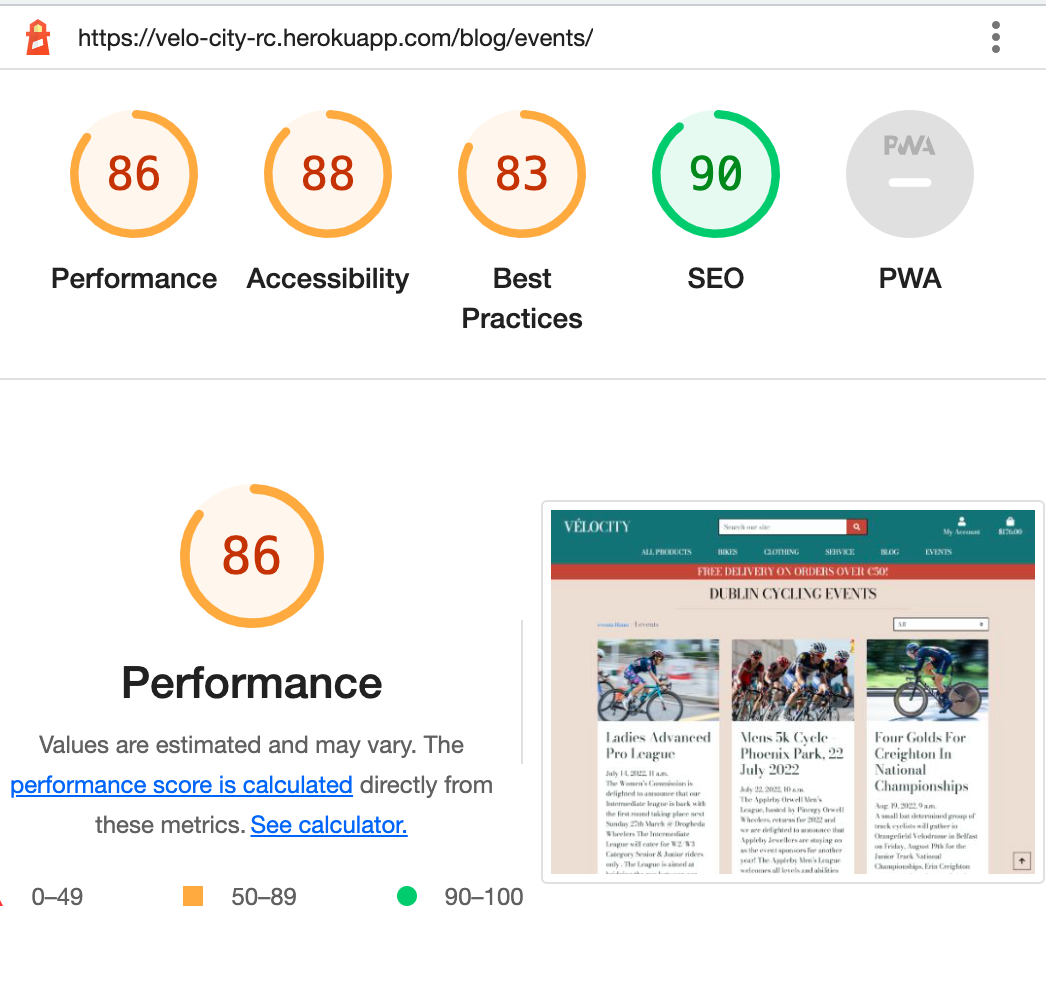 https://velo-city-rc.herokuapp.com/blog/events/
86
88
83
90
PWA
Performance
Accessibility
Best
Practices
SEO
PWA
86
Performance
Values are estimated and may vary. The
performance score is calculated directly from
these metrics. See calculator.
0–49
50–89
90–100
VÉLOCITY
Search our site
My Account
$176.00
ALL PRODUCTS
BIKES
CLOTHING
SERVICE
BLOG
EVENTS
FREE DELIVERY ON ORDERS OVER €50!
DUBLIN CYCLING EVENTS
events
All
Ladies Advanced
Pro League
July 14, 2022, 11 a.m.
The Women's Commission is
delighted to announce that our
Intermediate league is back with
the first round taking place next
Sunday 27th March @ Drogheda
Wheelers The Intermediate
League will cater for W2/ W3
Category Senior & Junior riders
only . The League is aimed at
bridging the gap between our
Mens 5k Cycle -
Phoenix Park, 22
July 2022
July 22, 2022, 10 a.m.
The Appleby Orwell Men's
League, hosted by Pinergy Orwell
Wheelers, returns for 2022 and
we are delighted to announce that
Appleby Jewellers are staying on
as the event sponsors for another
year! The Appleby Men's League
welcomes all levels and abilities
Four Golds For
Creighton In
National
Championships
Aug. 19, 2022, 9 a.m.
A small but determined group of
track cyclists will gather in
Orangefield Velodrome in Belfast
on Friday, August 19th for the
Junior Track National
Championships. Erin Creighton